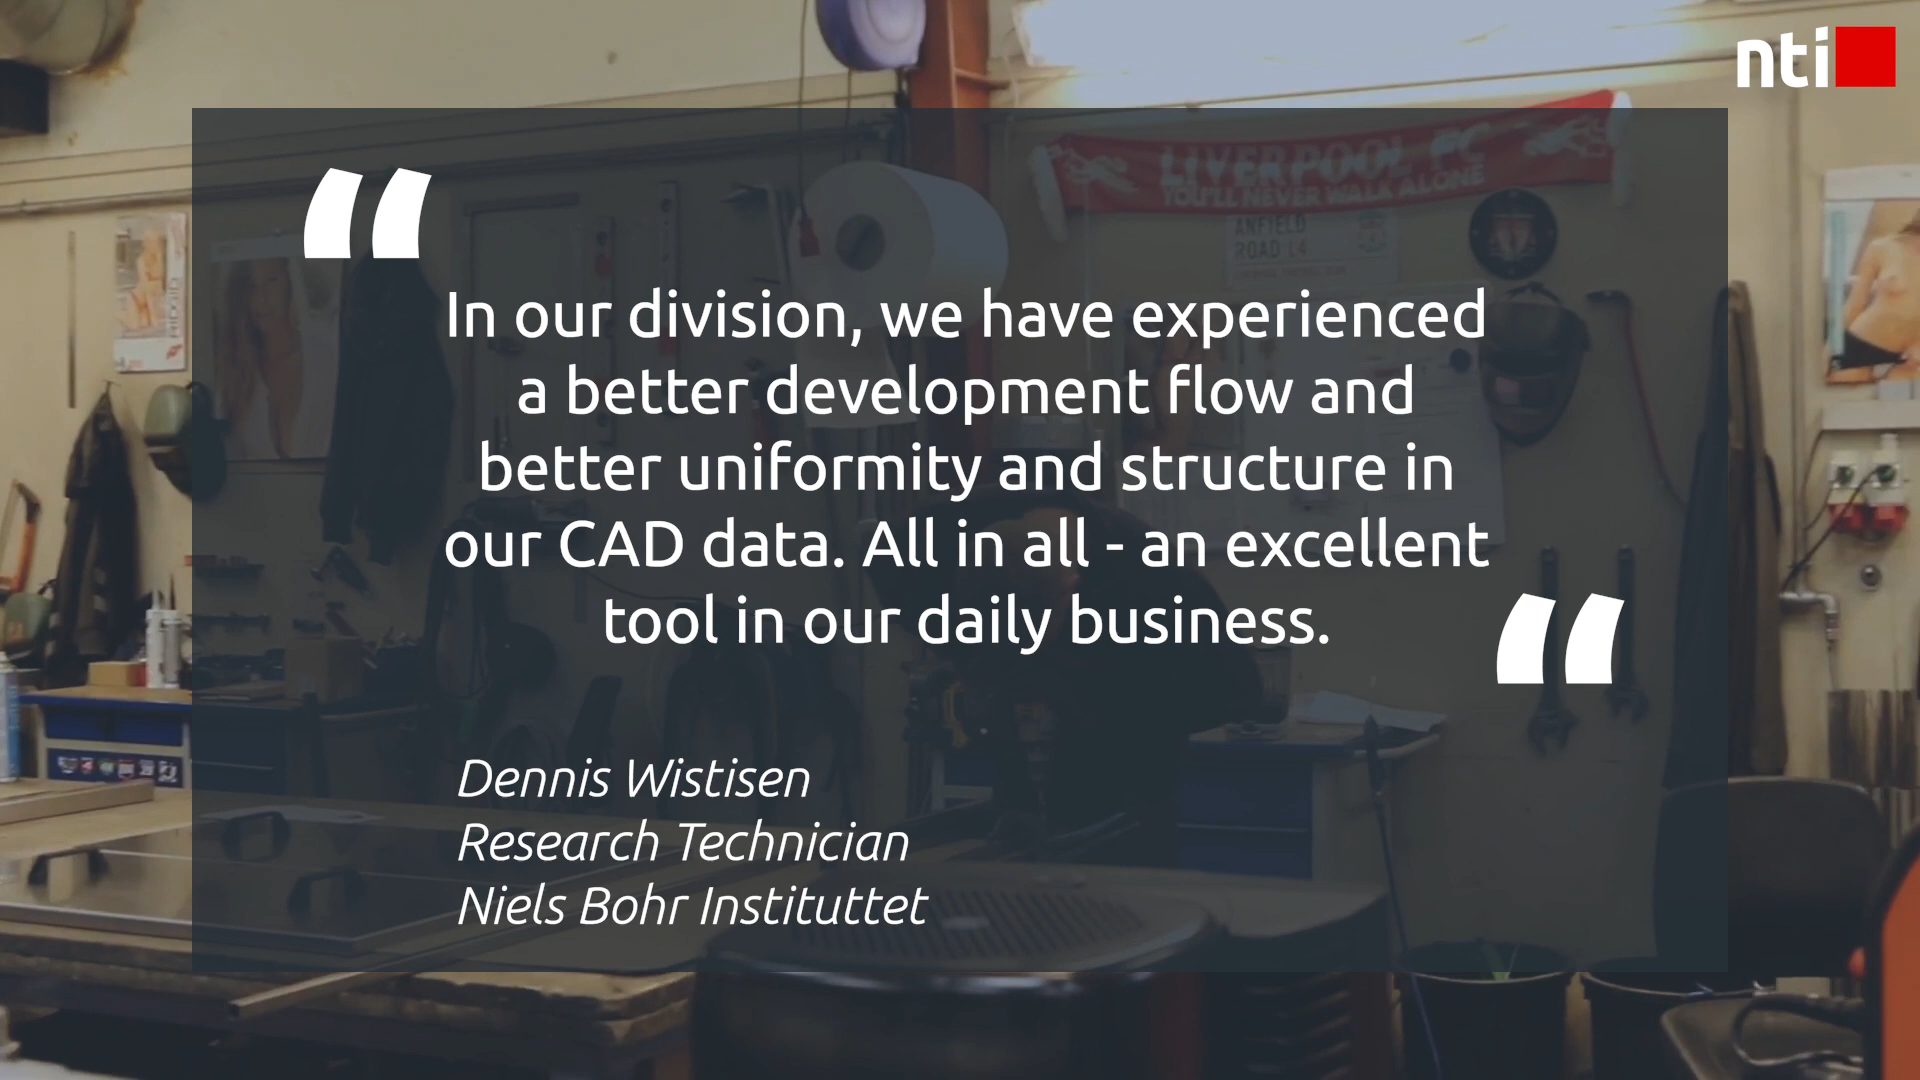 nti
LIVERPOOL FC
YOU'LL NEVER WALK ALONE
ANFIELD
ROAD L4
“
In our division, we have experienced
a better development flow and
better uniformity and structure in
our CAD data. All in all - an excellent
tool in our daily business.
“
Dennis Wistisen
Research Technician
Niels Bohr Instituttet